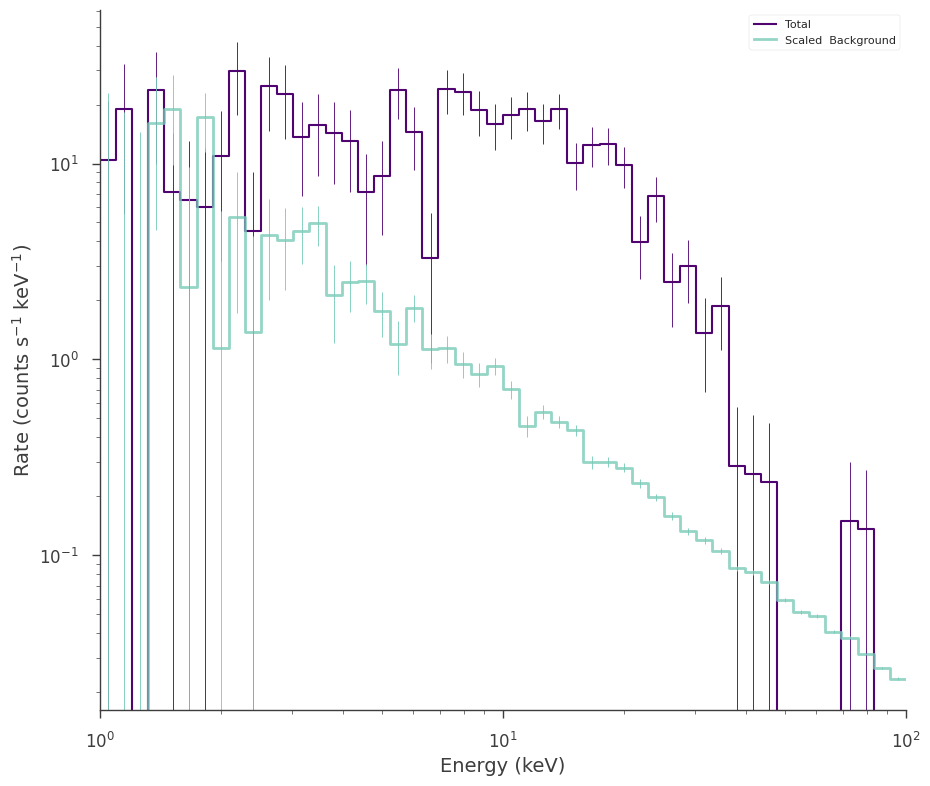 Total
Scaled  Background
Rate (counts s⁻¹ keV⁻¹)
10¹
10⁰
10⁻¹
10⁰
10¹
10²
Energy (keV)